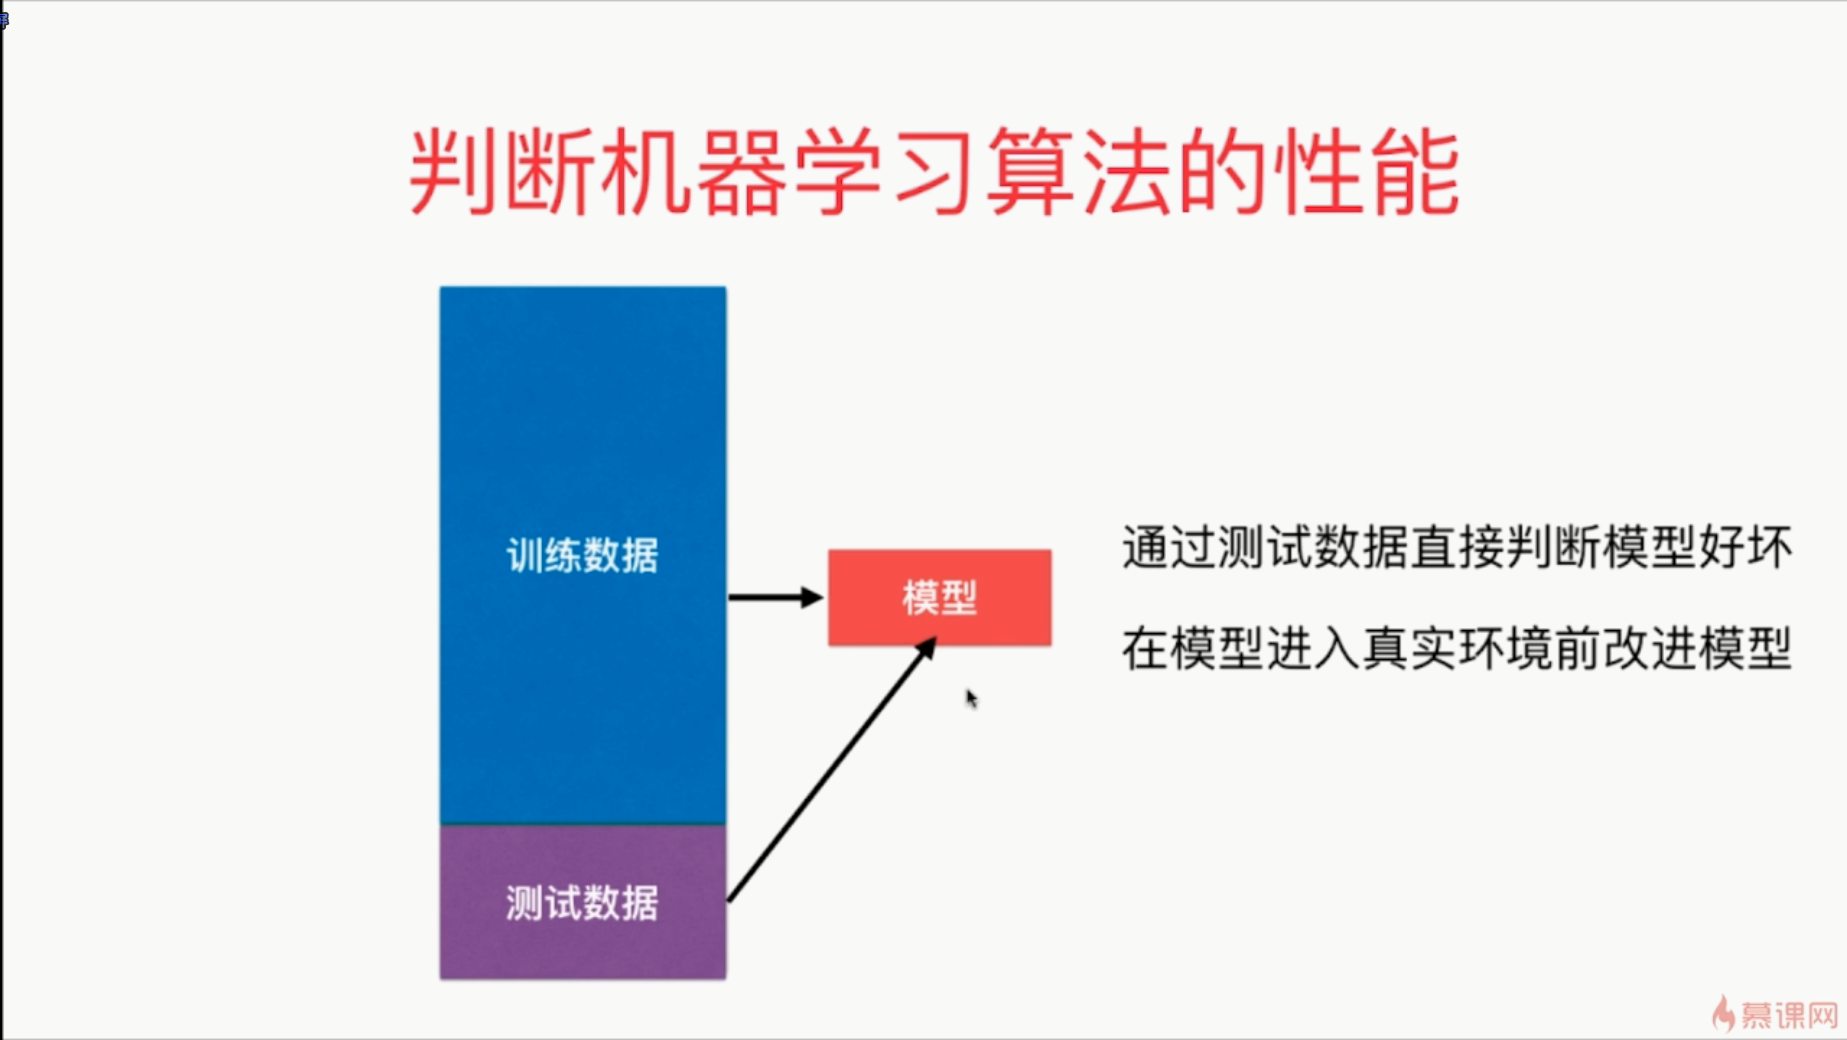 判断机器学习算法的性能
训练数据
模型
通过测试数据直接判断模型好坏
在模型进入真实环境前改进模型
测试数据
慕课网